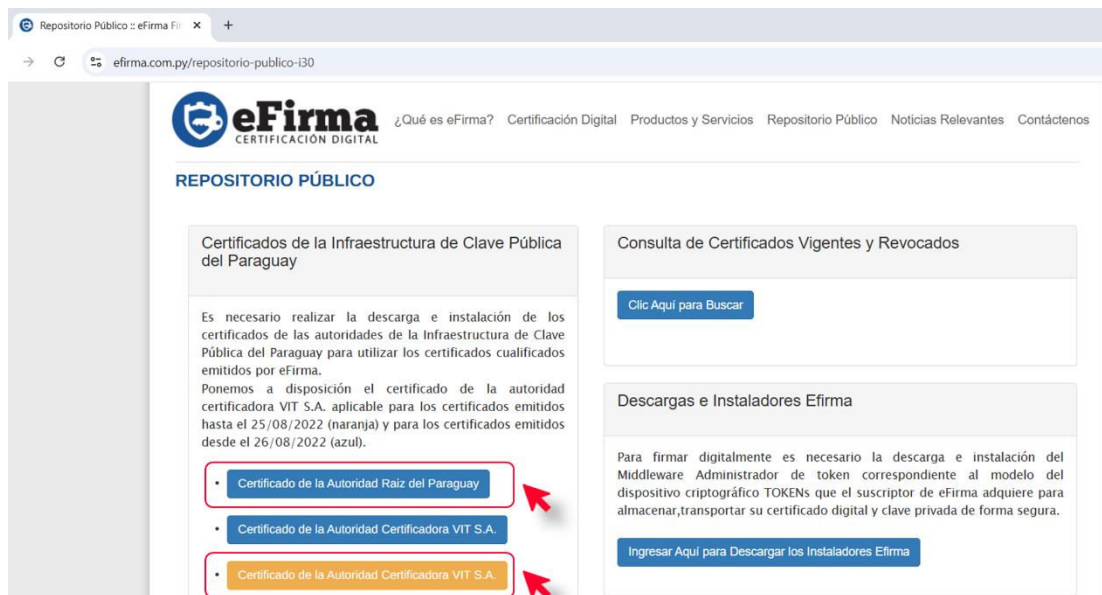 Repositorio Público :: eFirma Fir
efirma.com.py/repositorio-publico-i30
eFirma
CERTIFICACIÓN DIGITAL
¿Qué es eFirma? Certificación Digital Productos y Servicios Repositorio Público Noticias Relevantes Contáctenos
REPOSITORIO PÚBLICO
Certificados de la Infraestructura de Clave Pública
del Paraguay
Es necesario realizar la descarga e instalación de los
certificados de las autoridades de la Infraestructura de Clave
Pública del Paraguay para utilizar los certificados cualificados
emitidos por eFirma.
Ponemos a disposición el certificado de la autoridad
certificadora VIT S.A. aplicable para los certificados emitidos
hasta el 25/08/2022 (naranja) y para los certificados emitidos
desde el 26/08/2022 (azul).
Certificado de la Autoridad Raiz del Paraguay
Certificado de la Autoridad Certificadora VIT S.A.
Certificado de la Autoridad Certificadora VIT S.A.
Consulta de Certificados Vigentes y Revocados
Clic Aquí para Buscar
Descargas e Instaladores Efirma
Para firmar digitalmente es necesario la descarga e instalación del
Middleware Administrador de token correspondiente al modelo del
dispositivo criptográfico TOKENs que el suscriptor de eFirma adquiere para
almacenar,transportar su certificado digital y clave privada de forma segura.
Ingresar Aquí para Descargar los Instaladores Efirma